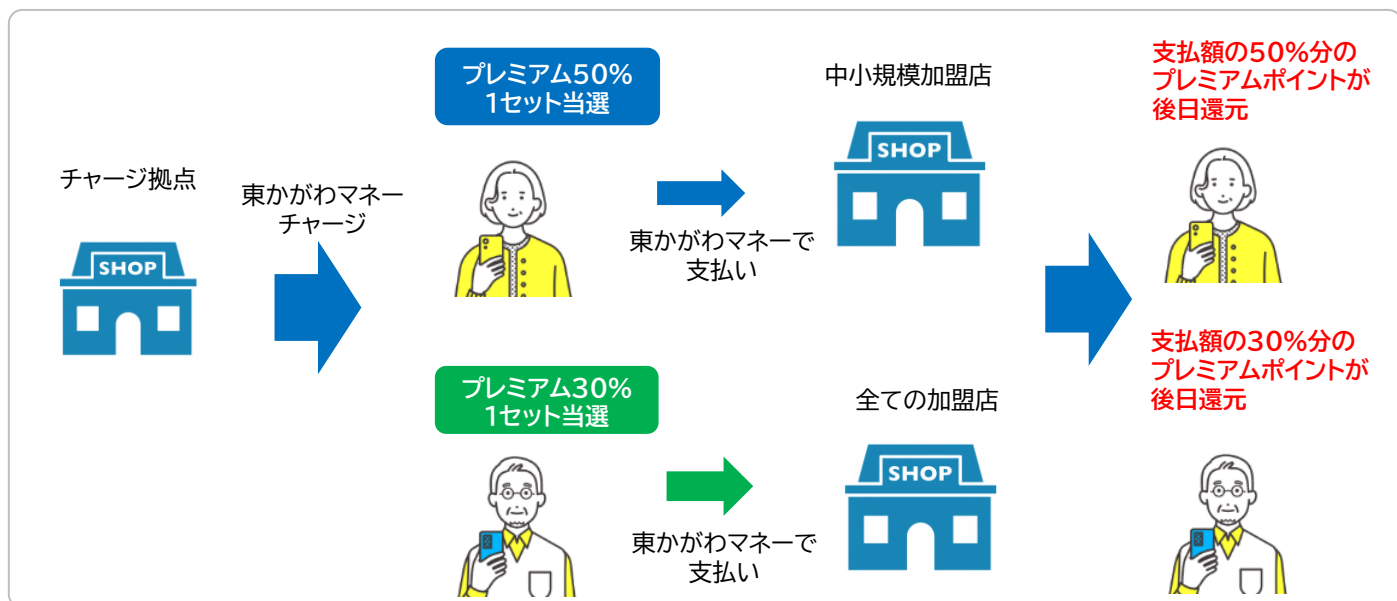 チャージ拠点
SHOP
東かがわマネー
チャージ
プレミアム50%
1セット当選
東かがわマネーで
支払い
中小規模加盟店
SHOP
支払額の50%分の
プレミアムポイントが
後日還元
プレミアム30%
1セット当選
東かがわマネーで
支払い
全ての加盟店
SHOP
支払額の30%分の
プレミアムポイントが
後日還元